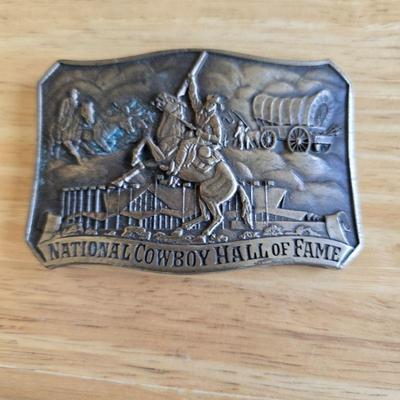 NATIONAL COWBOY HALL OF FAME